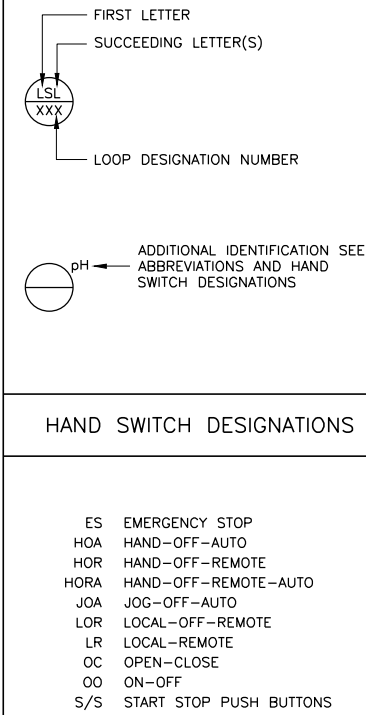 FIRST LETTER
SUCCEEDING LETTER(S)
LSL
XXX
LOOP DESIGNATION NUMBER
pH
ADDITIONAL IDENTIFICATION SEE
ABBREVIATIONS AND HAND
SWITCH DESIGNATIONS
HAND SWITCH DESIGNATIONS
ES EMERGENCY STOP
HOA HAND-OFF-AUTO
HOR HAND-OFF-REMOTE
HORA HAND-OFF-REMOTE-AUTO
JOA JOG-OFF-AUTO
LOR LOCAL-OFF-REMOTE
LR LOCAL-REMOTE
OC OPEN-CLOSE
OO ON-OFF
S/S START STOP PUSH BUTTONS